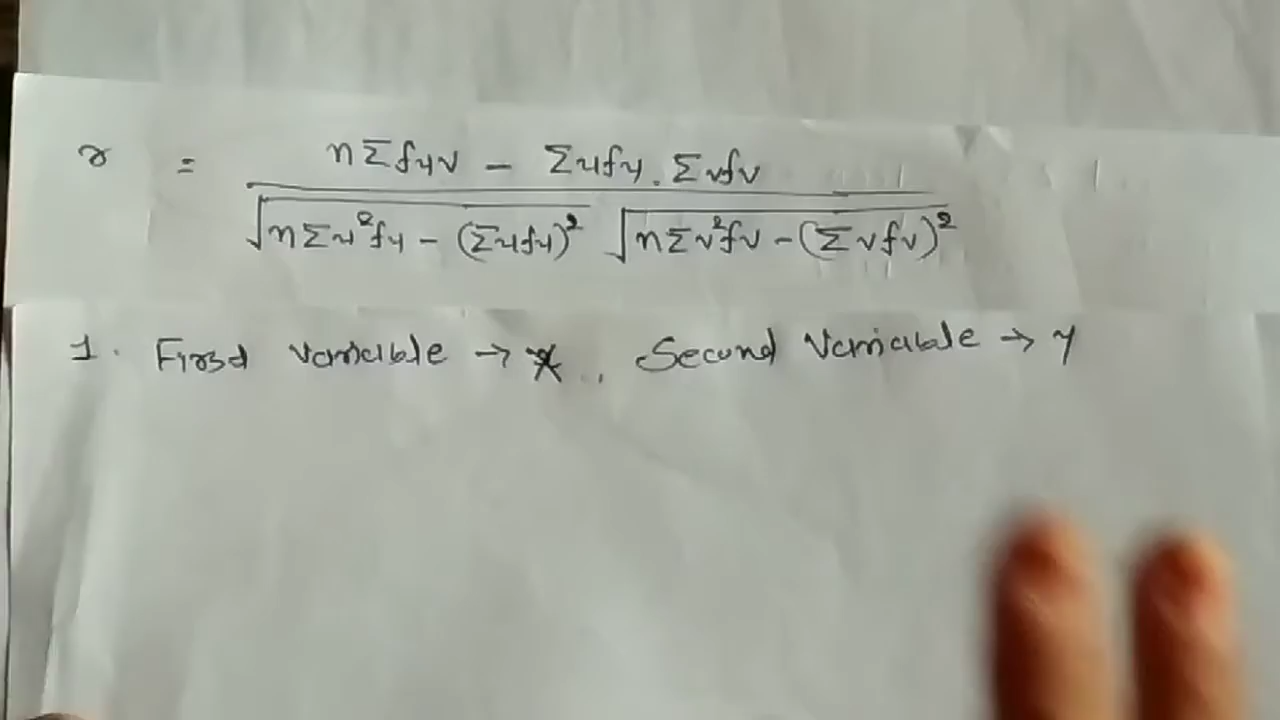 r = nΣfuv - Σufu . Σvfv
√nΣu²fu - (Σufu)² √nΣv²fv - (Σvfv)²
1. First variable → x , Second variable → y